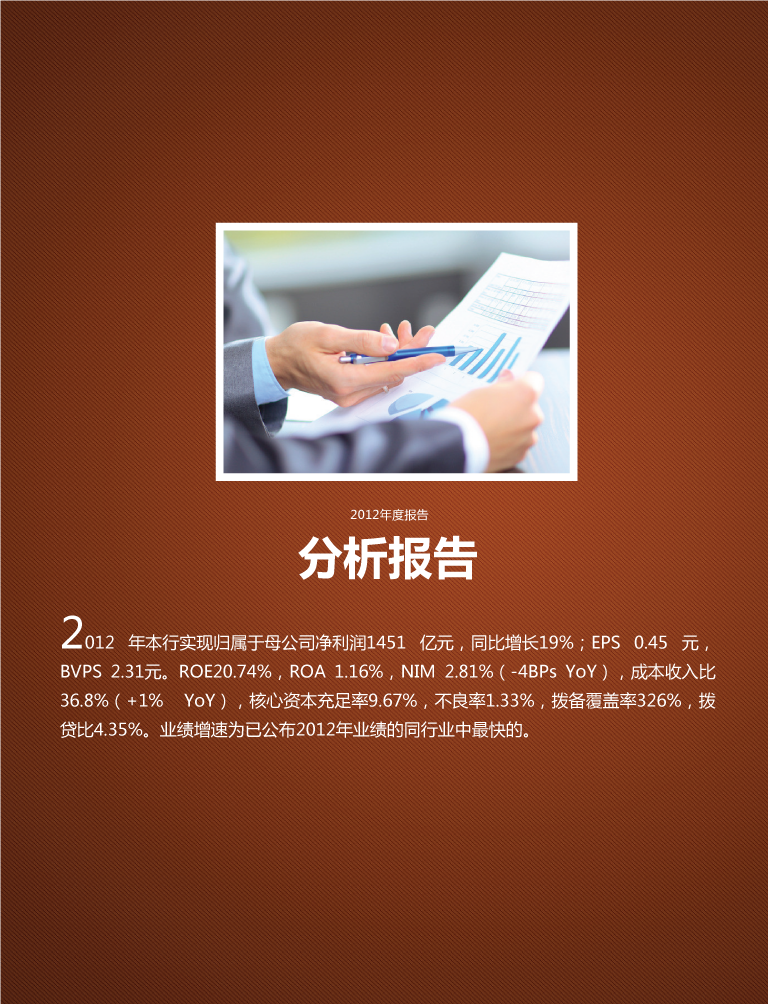 2012年度报告
分析报告
2012 年本行实现归属于母公司净利润1451 亿元，同比增长19%；EPS 0.45 元，
BVPS 2.31元。ROE20.74%，ROA 1.16%，NIM 2.81%（-4BPs YoY），成本收入比
36.8%（+1% YoY），核心资本充足率9.67%，不良率1.33%，拨备覆盖率326%，拨
贷比4.35%。业绩增速为已公布2012年业绩的同行业中最快的。